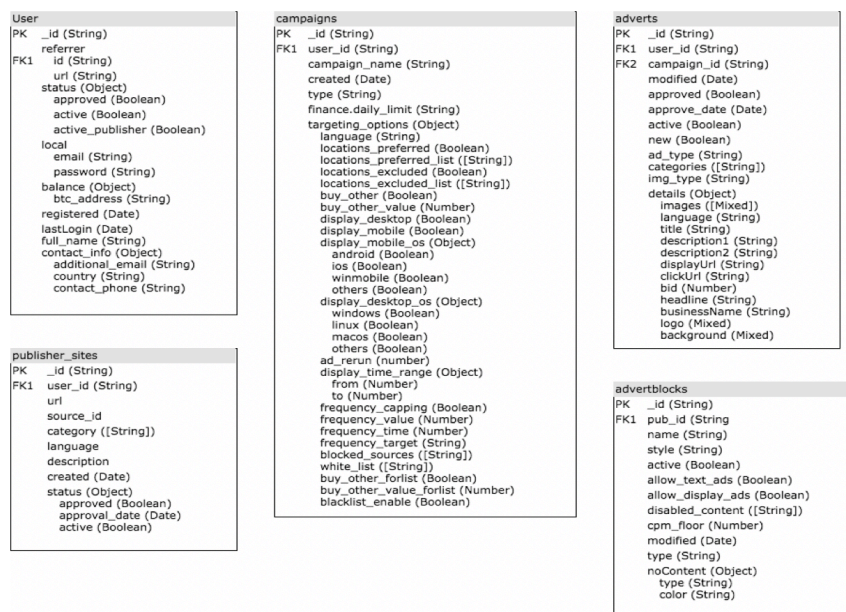 User
PK _id (String)
referrer
FK1 id (String)
url (String)
status (Object)
approved (Boolean)
active (Boolean)
active_publisher (Boolean)
local
email (String)
password (String)
balance (Object)
btc_address (String)
registered (Date)
lastLogin (Date)
full_name (String)
contact_info (Object)
additional_email (String)
country (String)
contact_phone (String)
publisher_sites
PK _id (String)
FK1 user_id (String)
url
source_id
category ([String])
language
description
created (Date)
status (Object)
approved (Boolean)
approval_date (Date)
active (Boolean)
campaigns
PK _id (String)
FK1 user_id (String)
campaign_name (String)
created (Date)
type (String)
finance.daily_limit (String)
targeting_options (Object)
language (String)
locations_preferred (Boolean)
locations_preferred_list ([String])
locations_excluded (Boolean)
locations_excluded_list ([String])
buy_other (Boolean)
buy_other_value (Number)
display_desktop (Boolean)
display_mobile (Boolean)
display_mobile_os (Object)
android (Boolean)
ios (Boolean)
winmobile (Boolean)
others (Boolean)
display_desktop_os (Object)
windows (Boolean)
linux (Boolean)
macos (Boolean)
others (Boolean)
ad_rerun (number)
display_time_range (Object)
from (Number)
to (Number)
frequency_capping (Boolean)
frequency_value (Number)
frequency_time (Number)
frequency_target (String)
blocked_sources ([String])
white_list ([String])
buy_other_forlist (Boolean)
buy_other_value_forlist (Number)
blacklist_enable (Boolean)
adverts
PK _id (String)
FK1 user_id (String)
FK2 campaign_id (String)
modified (Date)
approved (Boolean)
approve_date (Date)
active (Boolean)
new (Boolean)
ad_type (String)
categories ([String])
img_type (String)
details (Object)
images ([Mixed])
language (String)
title (String)
description1 (String)
description2 (String)
displayUrl (String)
clickUrl (String)
bid (Number)
headline (String)
businessName (String)
logo (Mixed)
background (Mixed)
advertblocks
PK _id (String)
FK1 pub_id (String
name (String)
style (String)
active (Boolean)
allow_text_ads (Boolean)
allow_display_ads (Boolean)
disabled_content ([String])
cpm_floor (Number)
modified (Date)
type (String)
noContent (Object)
type (String)
color (String)